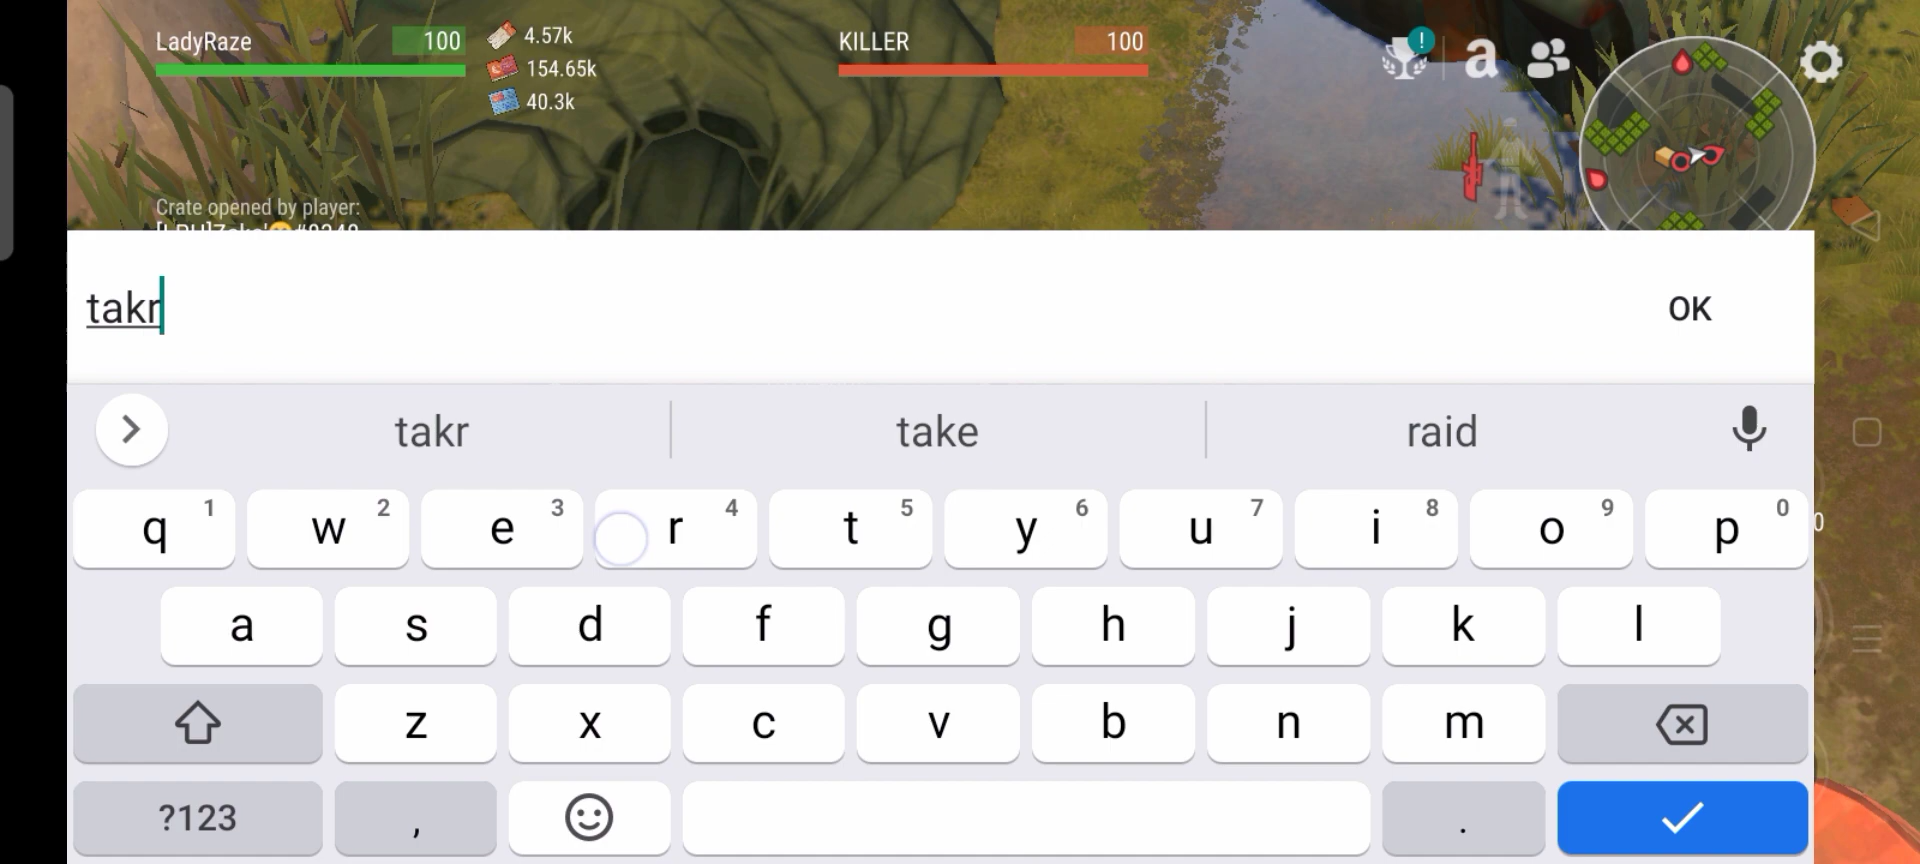 LadyRaze 100 4.57k KILLER 100 ! a
154.65k
40.3k
Crate opened by player:
takr OK
takr take raid
q 1 w 2 e 3 r 4 t 5 y 6 u 7 i 8 o 9 p 0 0
a s d f g h j k l
z x c v b n m
?123 , .